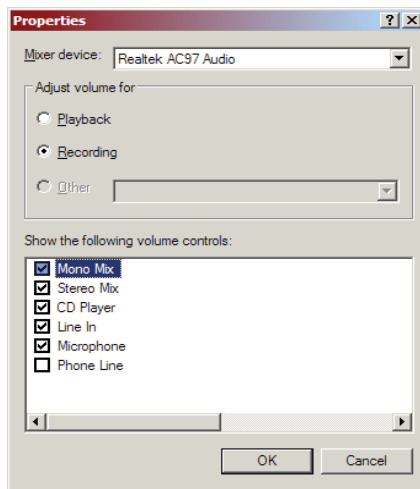 Properties
Mixer device: Realtek AC97 Audio
Adjust volume for
Playback
Recording
Other
Show the following volume controls:
Mono Mix
Stereo Mix
CD Player
Line In
Microphone
Phone Line
OK Cancel